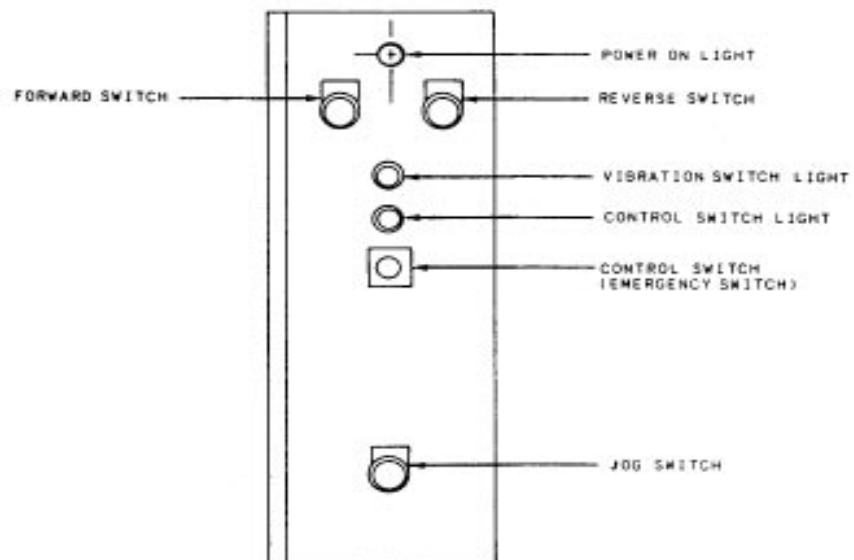 POWER ON LIGHT
FORWARD SWITCH
REVERSE SWITCH
VIBRATION SWITCH LIGHT
CONTROL SWITCH LIGHT
CONTROL SWITCH
(EMERGENCY SWITCH)
JOG SWITCH